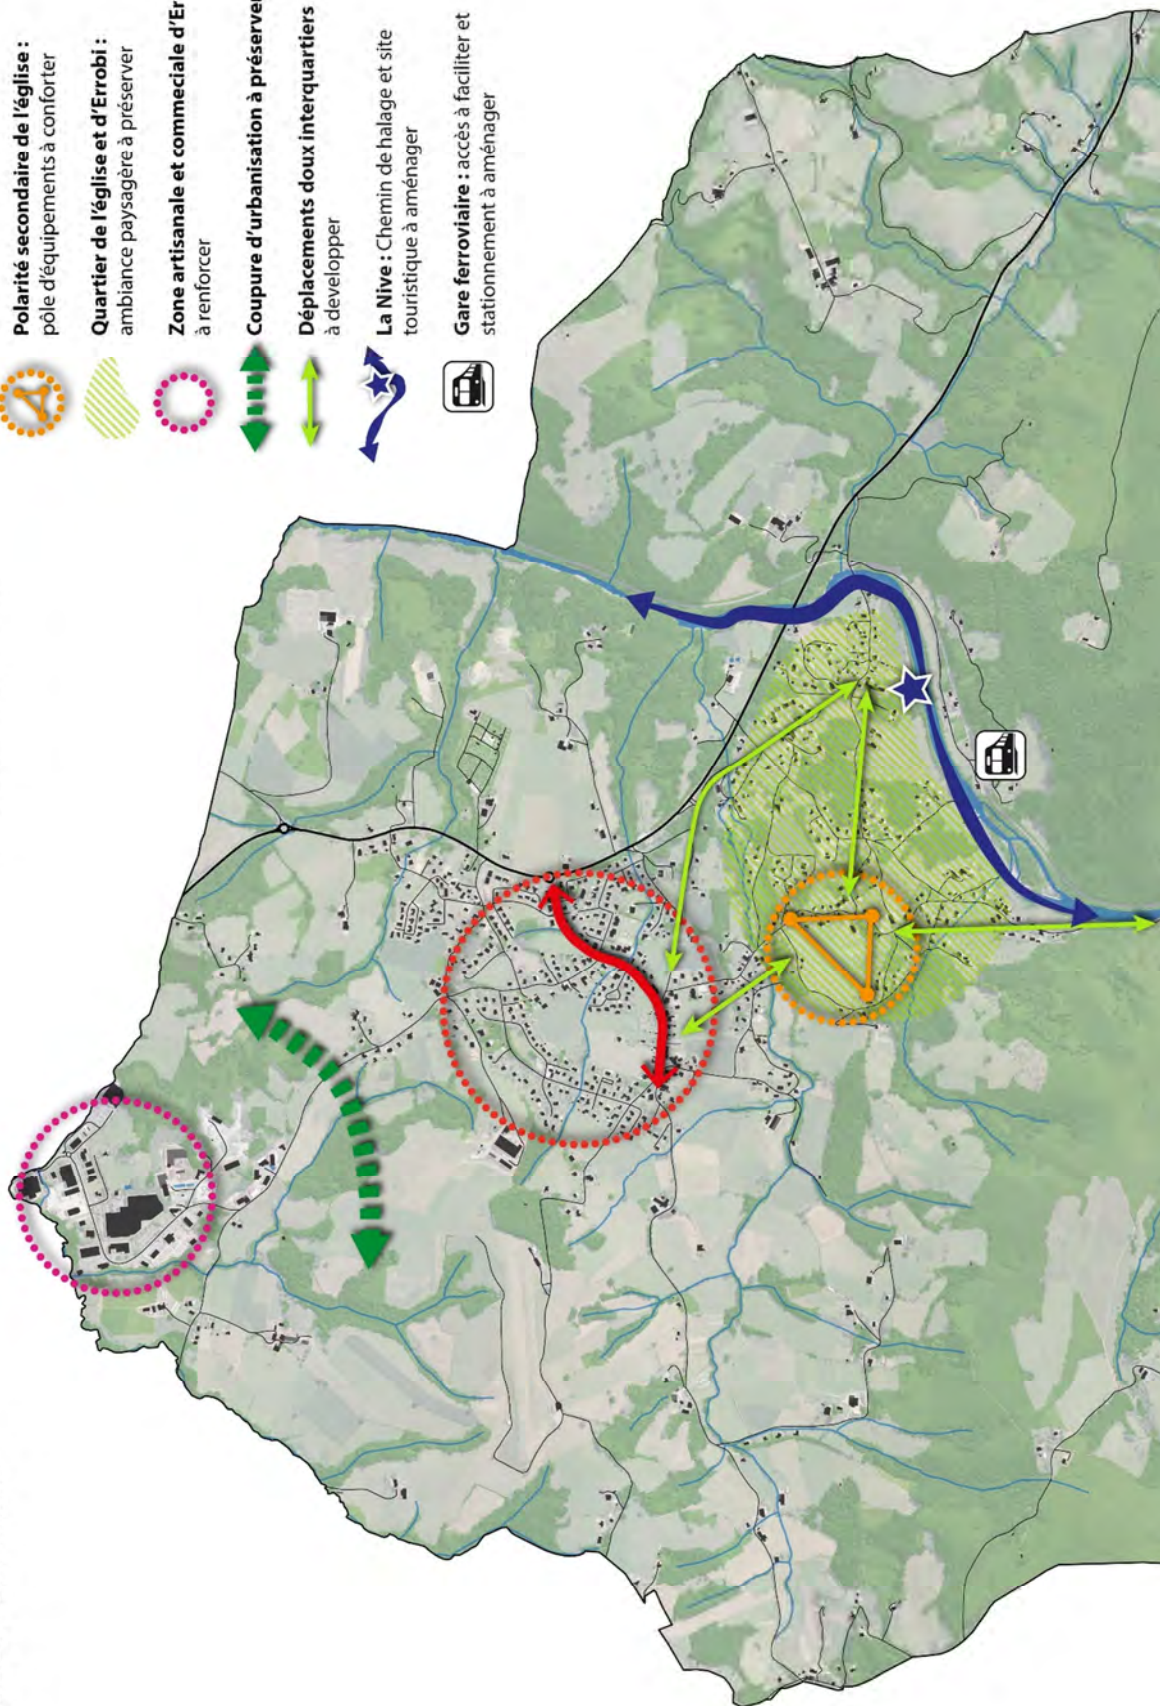 Polarité secondaire de l'église :
pôle d'équipements à conforter
Quartier de l'église et d'Errobi :
ambiance paysagère à préserver
Zone artisanale et commeciale d'Er
à renforcer
Coupure d'urbanisation à préserver
Déplacements doux interquartiers
à developper
La Nive : Chemin de halage et site
touristique à aménager
Gare ferroviaire : accès à faciliter et
stationnement à aménager